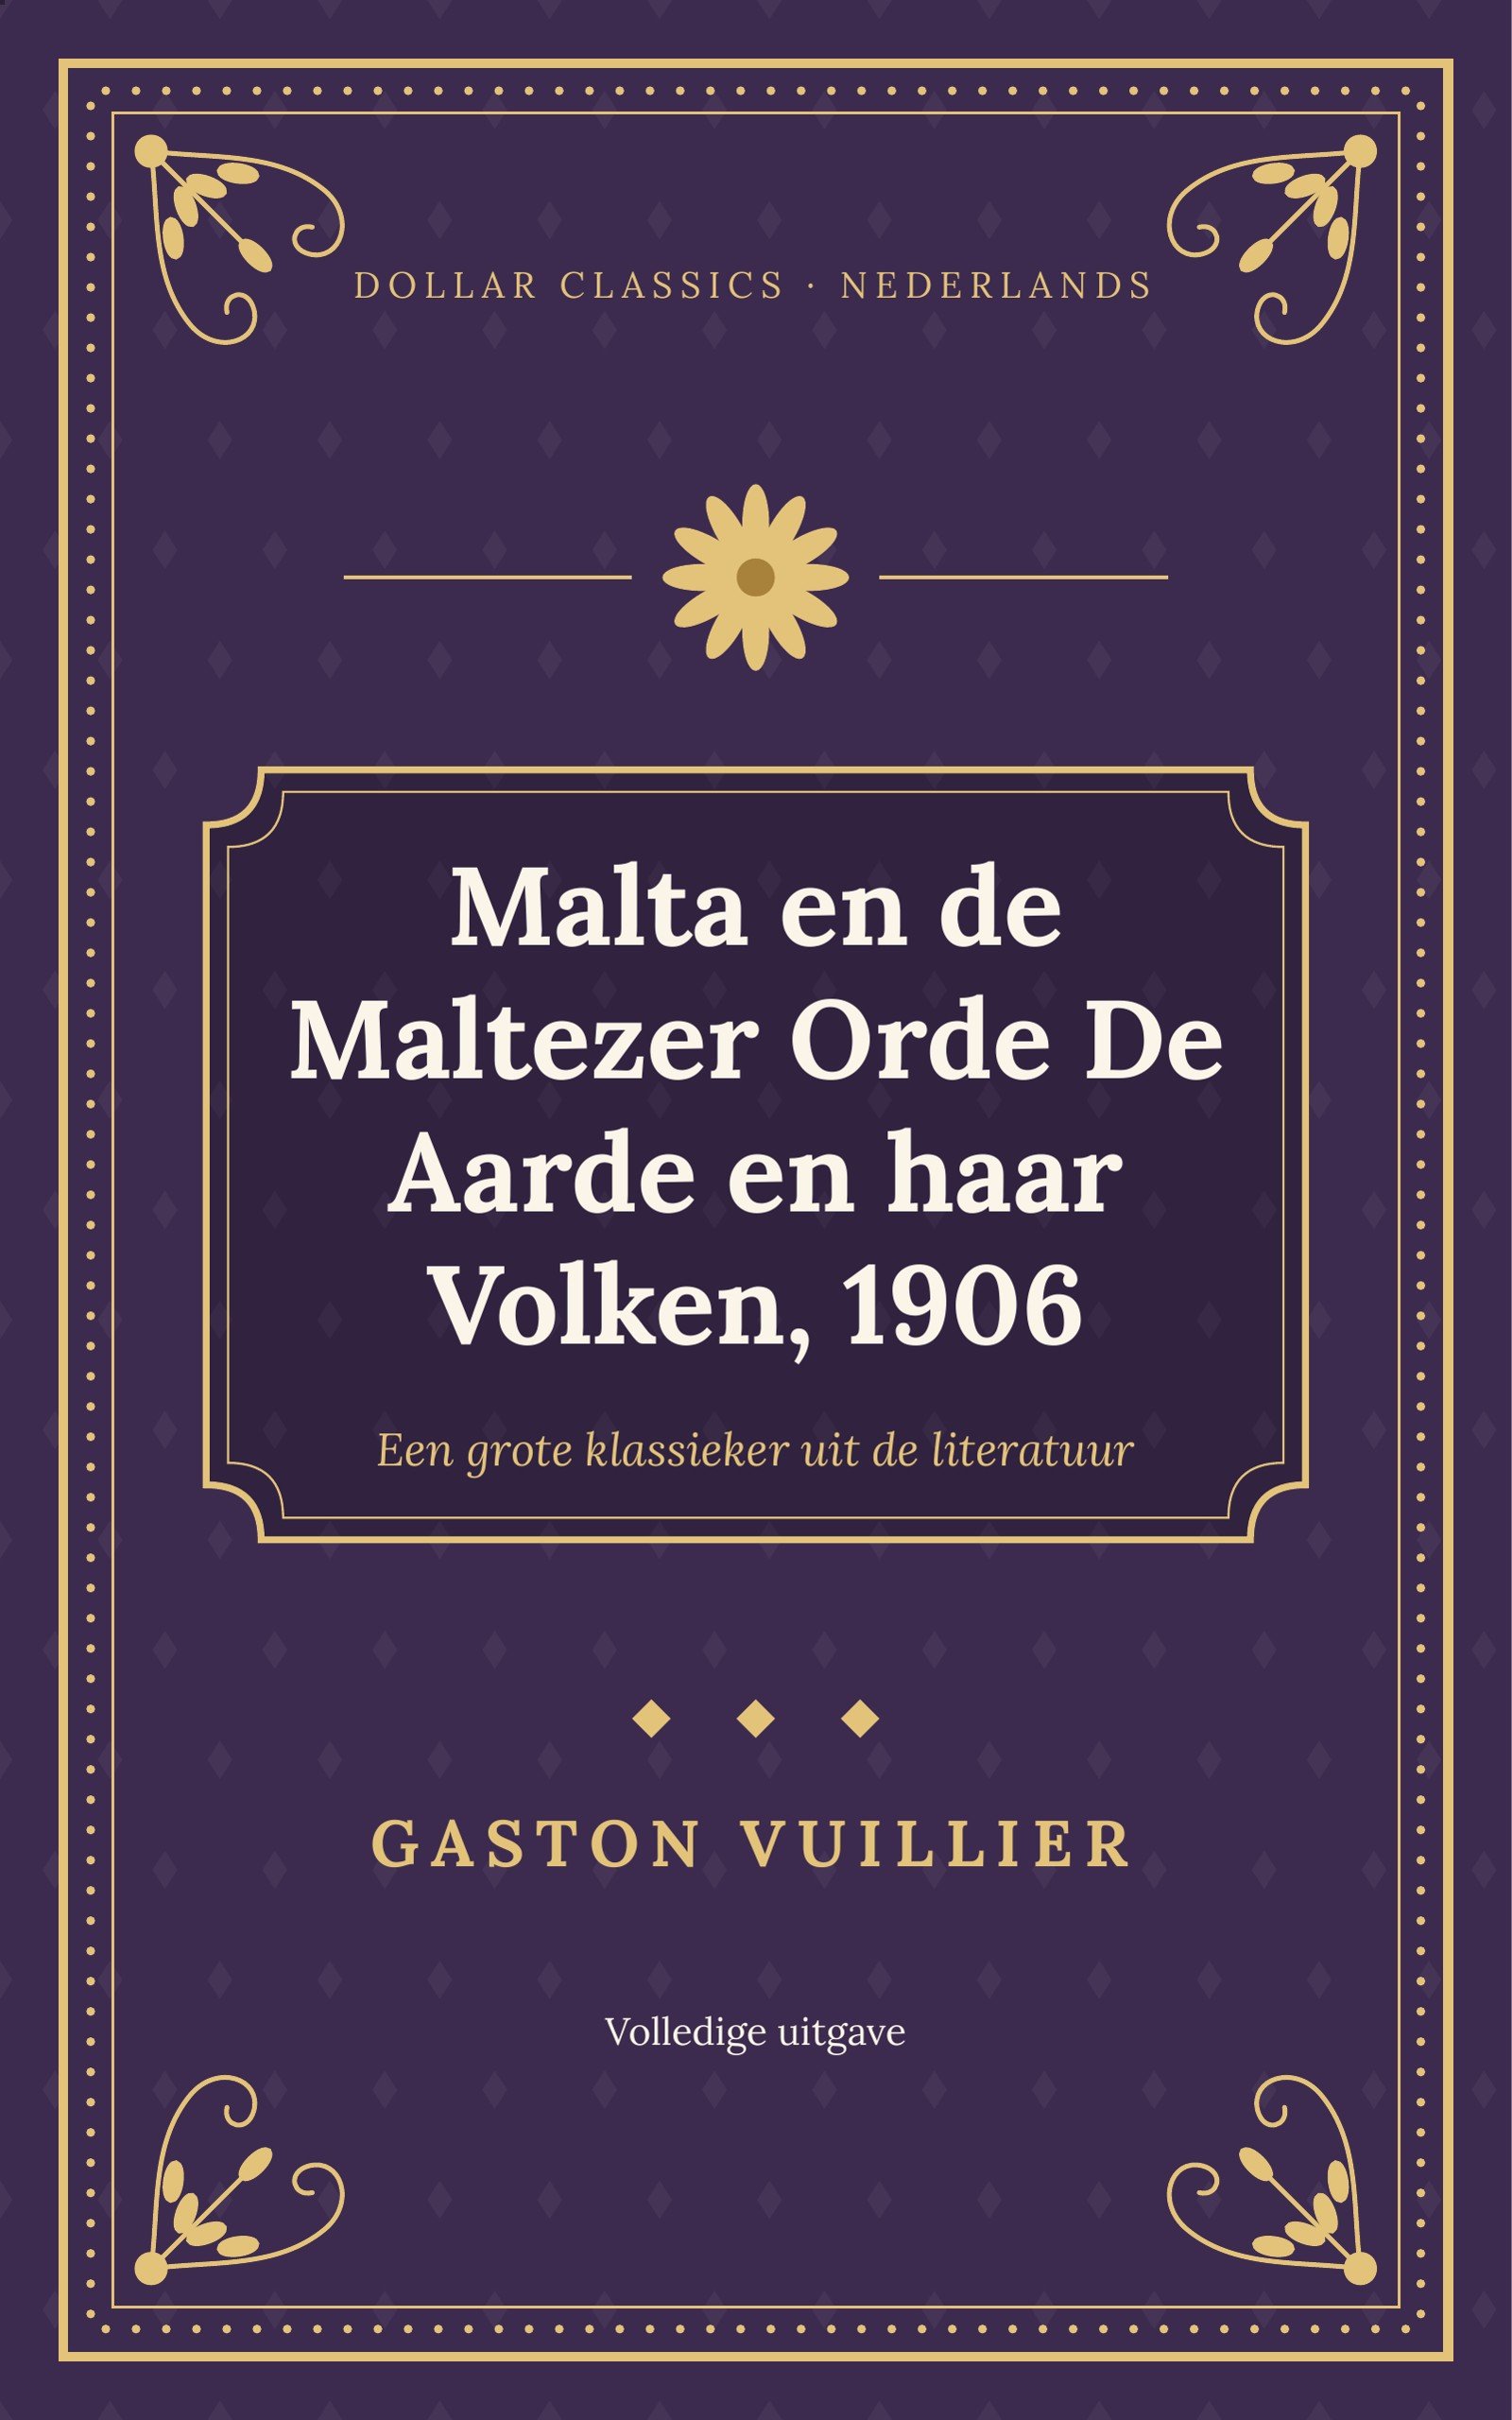 DOLLAR CLASSICS · NEDERLANDS
Malta en de
Maltezer Orde De
Aarde en haar
Volken, 1906
Een grote klassieker uit de literatuur
GASTON VUILLIER
Volledige uitgave